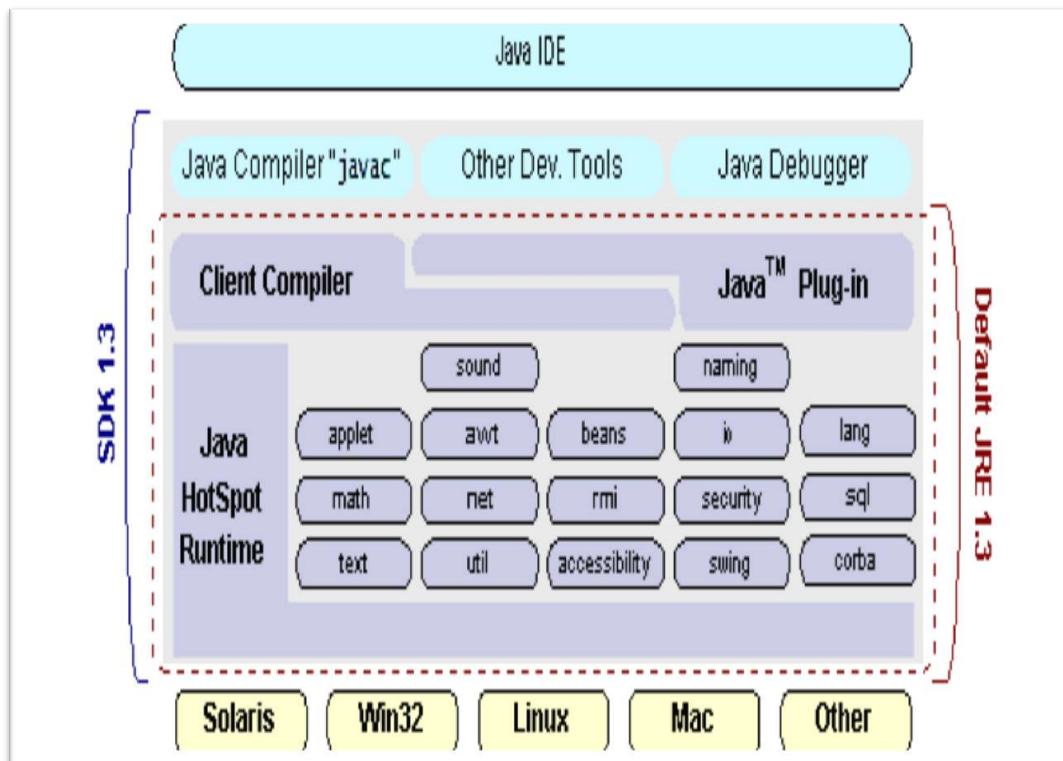 Java IDE
SDK 1.3
Java Compiler "javac"
Other Dev. Tools
Java Debugger
Default JRE 1.3
Client Compiler
Java™ Plug-in
Java
HotSpot
Runtime
sound
naming
applet
awt
beans
io
lang
math
net
rmi
security
sql
text
util
accessibility
swing
corba
Solaris
Win32
Linux
Mac
Other